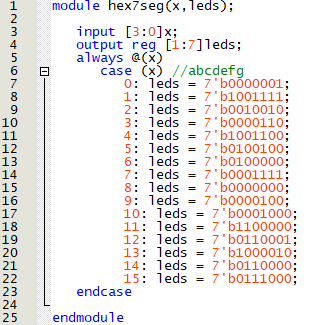 1 module hex7seg(x,leds);
2
3 input [3:0]x;
4 output reg [1:7]leds;
5 always @(x)
6 case (x) //abcdefg
7 0: leds = 7'b0000001;
8 1: leds = 7'b1001111;
9 2: leds = 7'b0010010;
10 3: leds = 7'b0000110;
11 4: leds = 7'b1001100;
12 5: leds = 7'b0100100;
13 6: leds = 7'b0100000;
14 7: leds = 7'b0001111;
15 8: leds = 7'b0000000;
16 9: leds = 7'b0000100;
17 10: leds = 7'b0001000;
18 11: leds = 7'b1100000;
19 12: leds = 7'b0110001;
20 13: leds = 7'b1000010;
21 14: leds = 7'b0110000;
22 15: leds = 7'b0111000;
23 endcase
24
25 endmodule